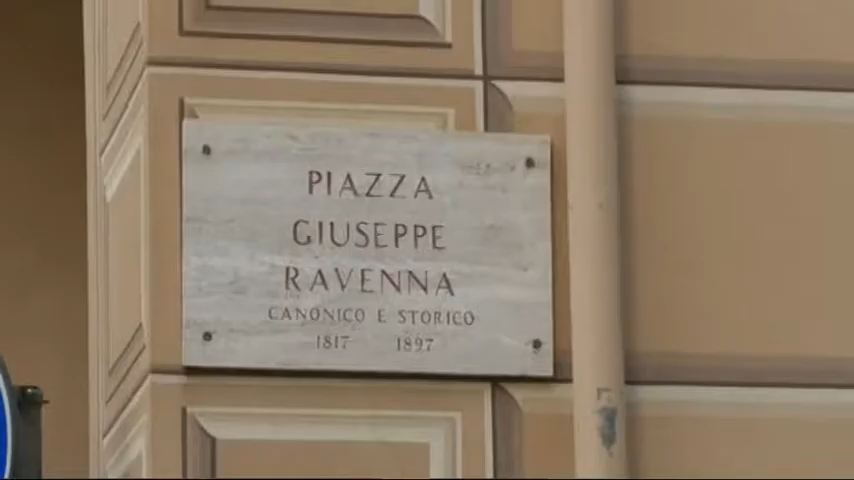 PIAZZA
GIUSEPPE
RAVENNA
CANONICO E STORICO
1817 1897